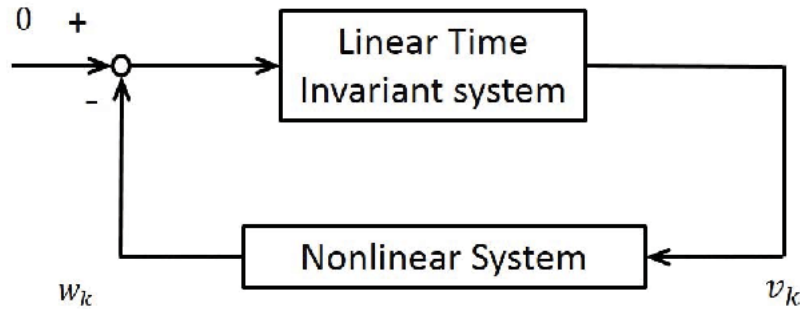 0 +
Linear Time
Invariant system
-
Nonlinear System
w_k
v_k